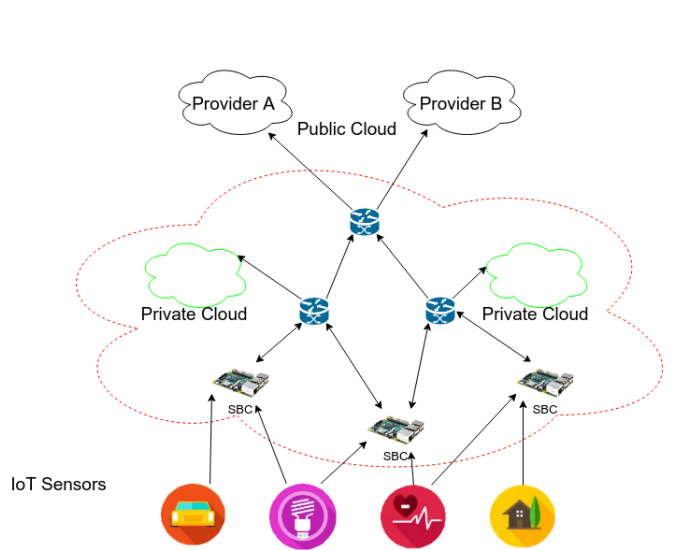 Provider A
Provider B
Public Cloud
Private Cloud
Private Cloud
SBC
SBC
SBC
IoT Sensors